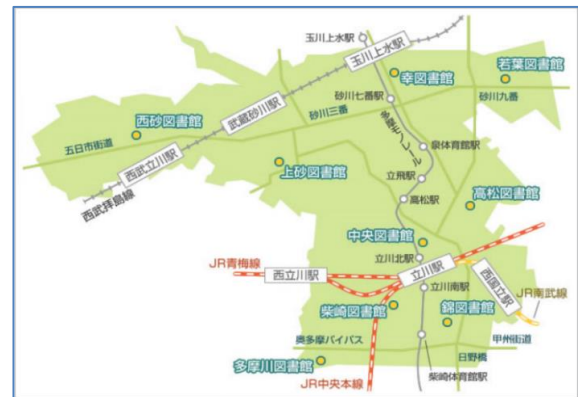 玉川上水駅
玉川上水駅
若葉図書館
幸図書館
砂川七番駅
砂川九番
武蔵砂川駅
砂川三番
西砂図書館
五日市街道
多摩モノレール
泉体育館駅
西武立川駅
上砂図書館
立飛駅
西武拝島線
高松駅
高松図書館
中央図書館
立川北駅
JR青梅線
西立川駅
立川駅
西国立駅
立川南駅
JR南武線
柴崎図書館
錦図書館
奥多摩バイパス
甲州街道
日野橋
多摩川図書館
柴崎体育館駅
JR中央本線